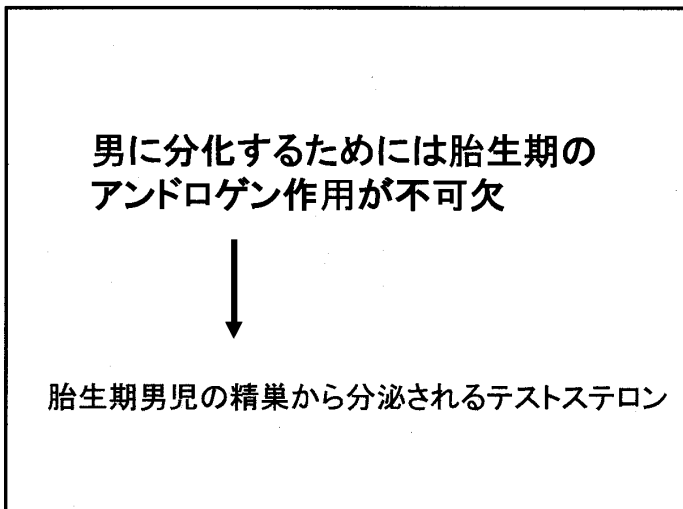 男に分化するためには胎生期の
アンドロゲン作用が不可欠
胎生期男児の精巣から分泌されるテストステロン